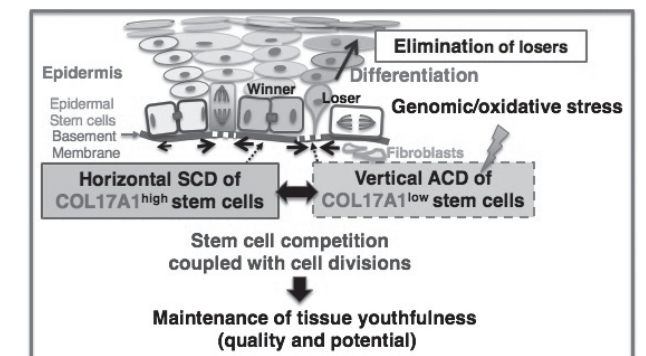 Elimination of losers
Epidermis
Differentiation
Winner
Loser
Epidermal
Stem cells
Genomic/oxidative stress
Basement
Membrane
Fibroblasts
Horizontal SCD of
COL17A1high stem cells
Vertical ACD of
COL17A1low stem cells
Stem cell competition
coupled with cell divisions
Maintenance of tissue youthfulness
(quality and potential)